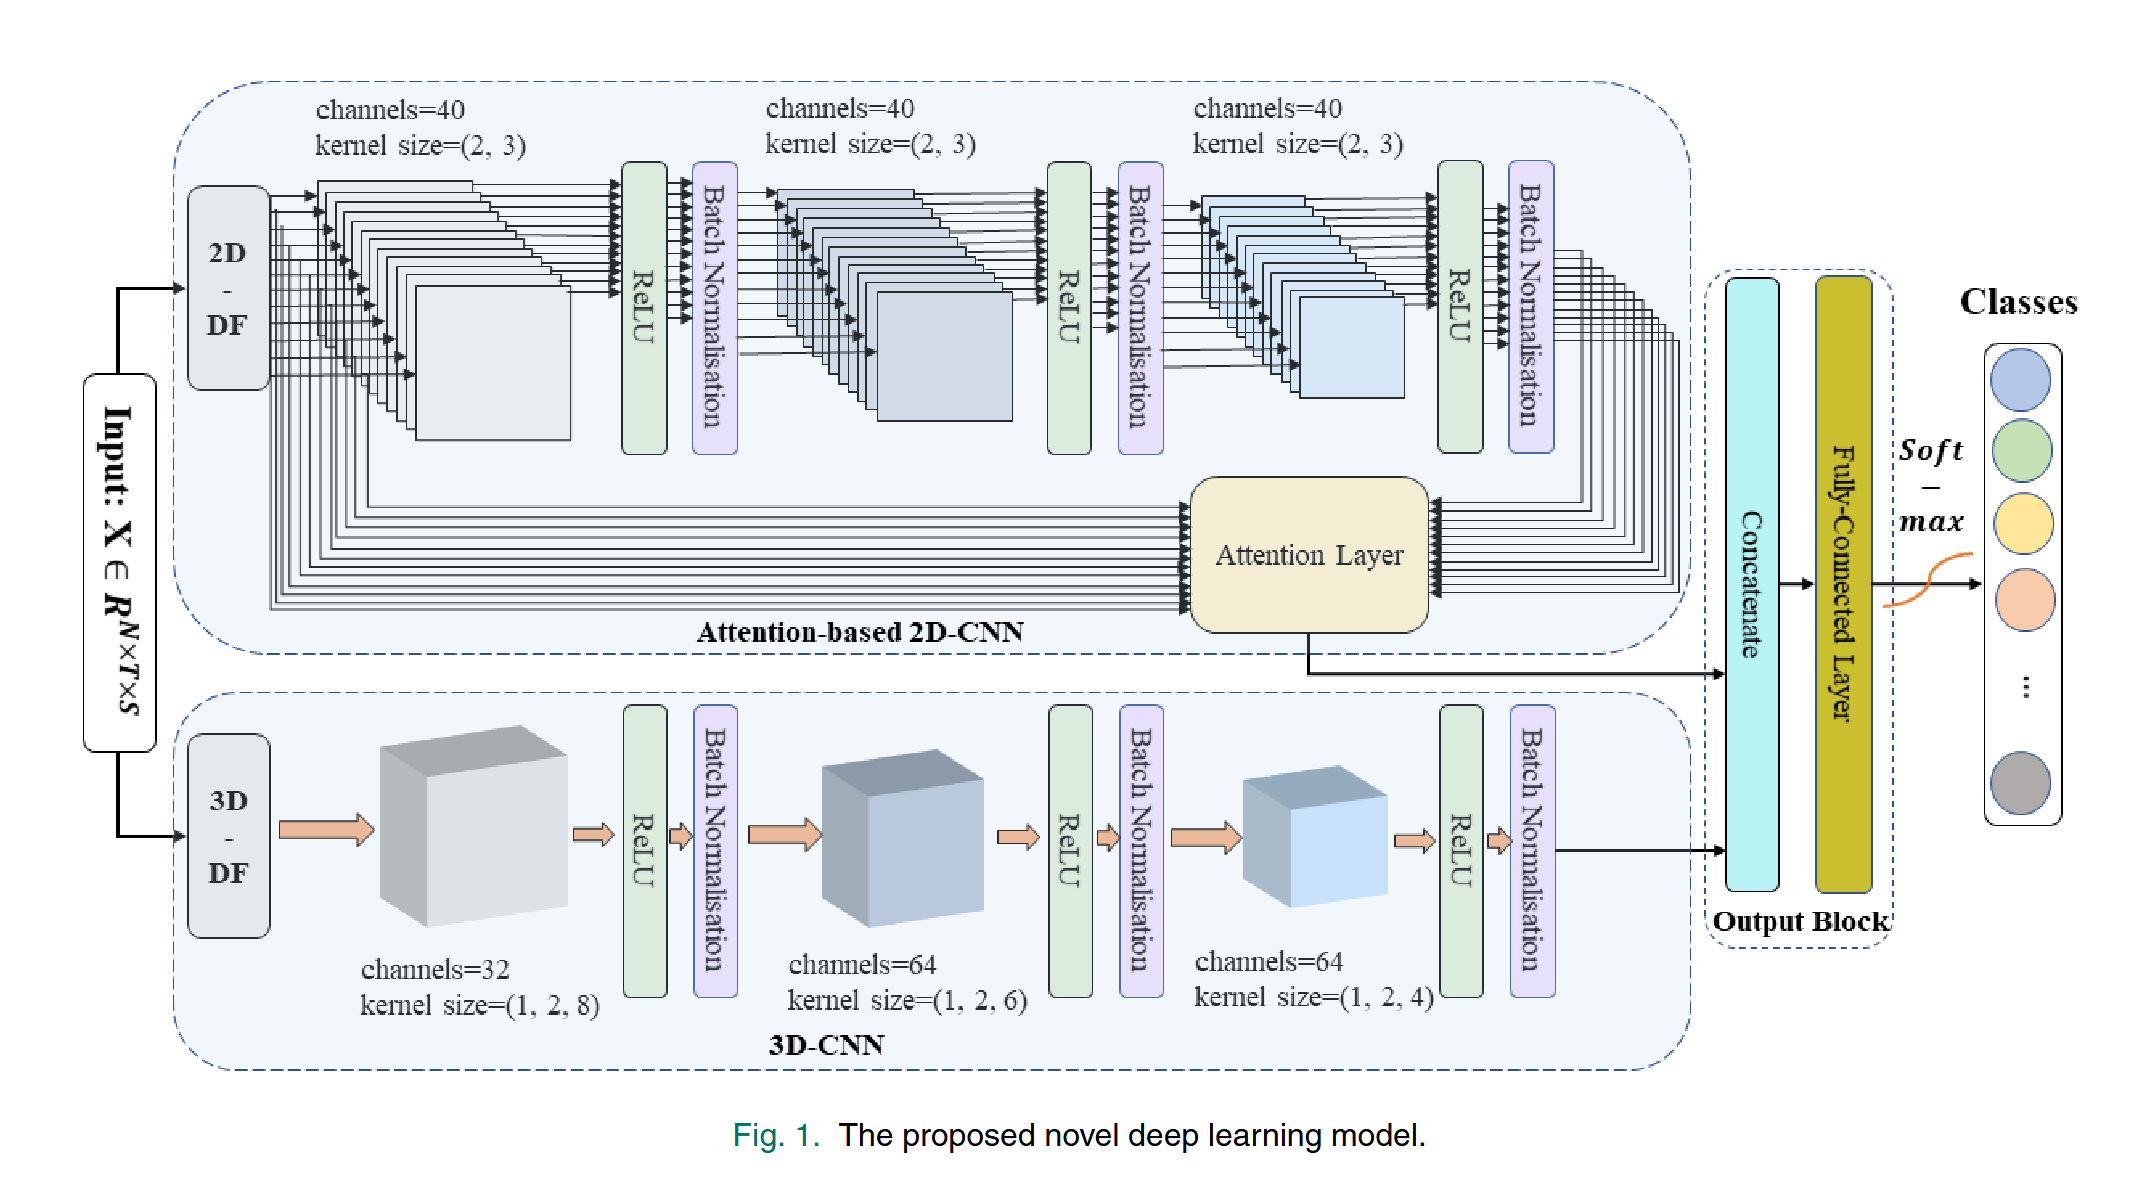 Input: X ∈ R^N×T×S
2D
-
DF
channels=40
kernel size=(2, 3)
ReLU
Batch Normalisation
channels=40
kernel size=(2, 3)
ReLU
Batch Normalisation
channels=40
kernel size=(2, 3)
ReLU
Batch Normalisation
Attention Layer
Attention-based 2D-CNN
3D
-
DF
channels=32
kernel size=(1, 2, 8)
ReLU
Batch Normalisation
channels=64
kernel size=(1, 2, 6)
ReLU
Batch Normalisation
channels=64
kernel size=(1, 2, 4)
ReLU
Batch Normalisation
3D-CNN
Concatenate
Fully-Connected Layer
Output Block
Soft
–
max
Classes
...
Fig. 1. The proposed novel deep learning model.